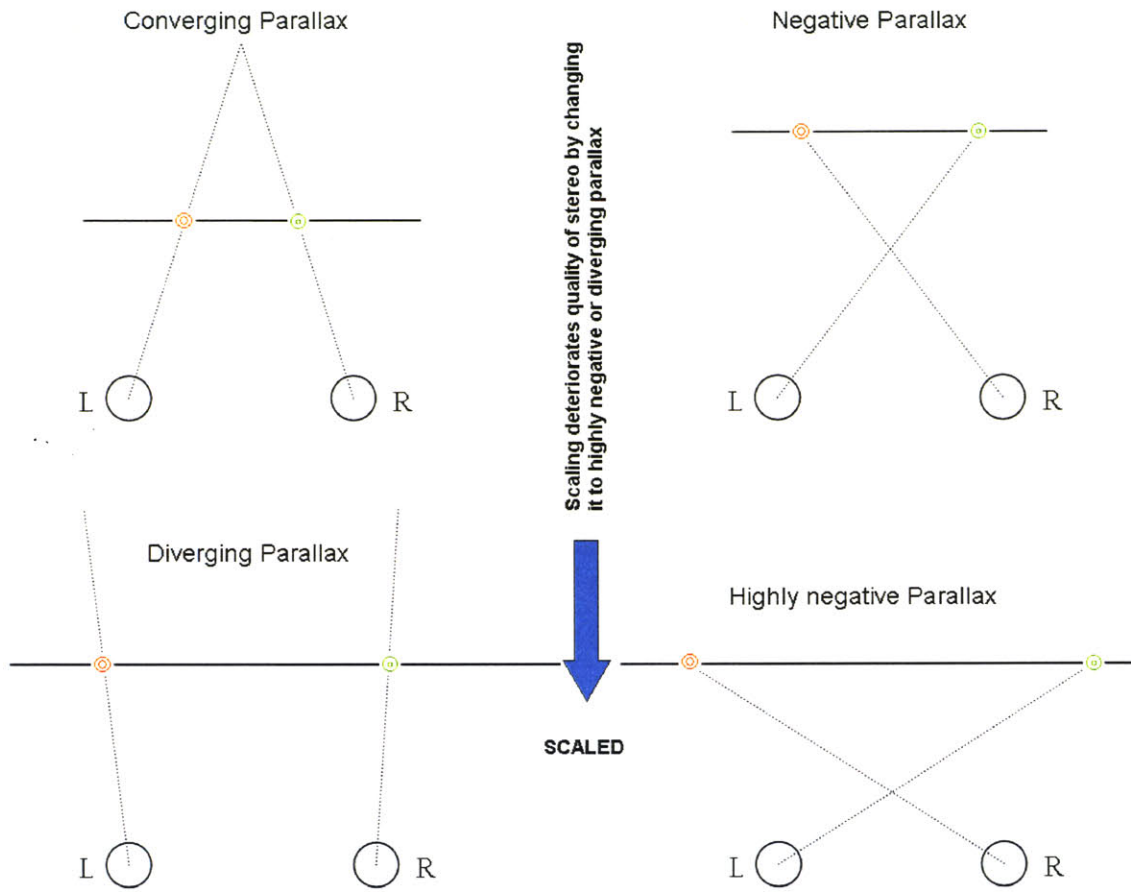 Converging Parallax
Negative Parallax
Scaling deteriorates quality of stereo by changing
it to highly negative or diverging parallax
L
R
L
R
Diverging Parallax
Highly negative Parallax
SCALED
L
R
L
R